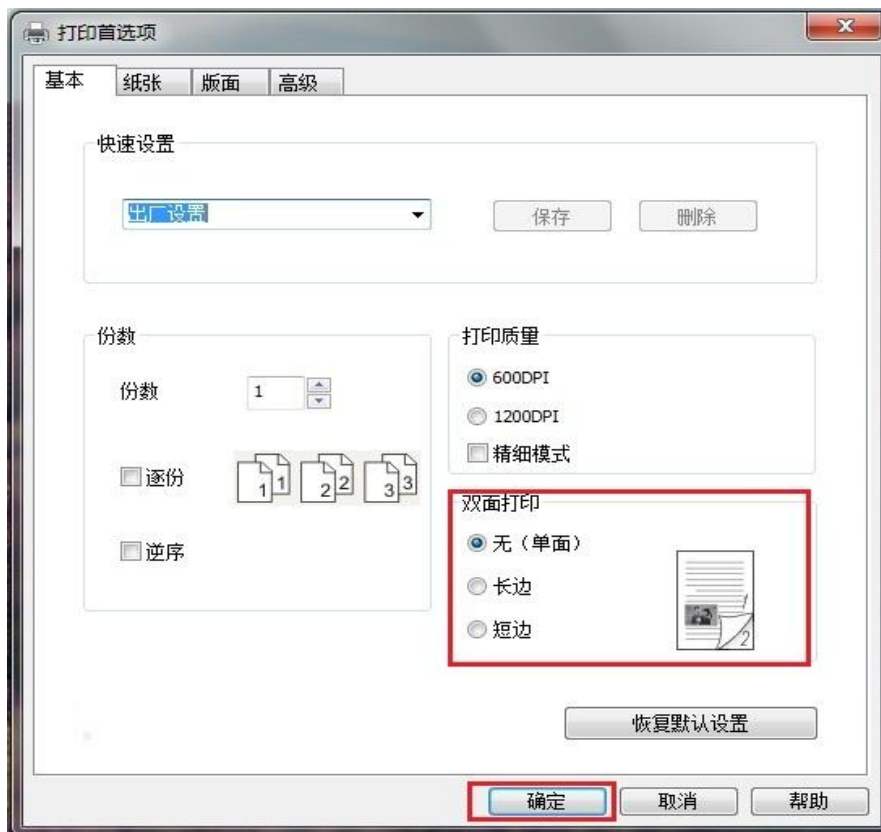 打印首选项
基本 纸张 版面 高级
快速设置
出厂设置 保存 删除
份数
份数 1
逐份 1 1 2 2 3 3
逆序
打印质量
600DPI
1200DPI
精细模式
双面打印
无（单面）
长边
短边
1
2
恢复默认设置
确定 取消 帮助